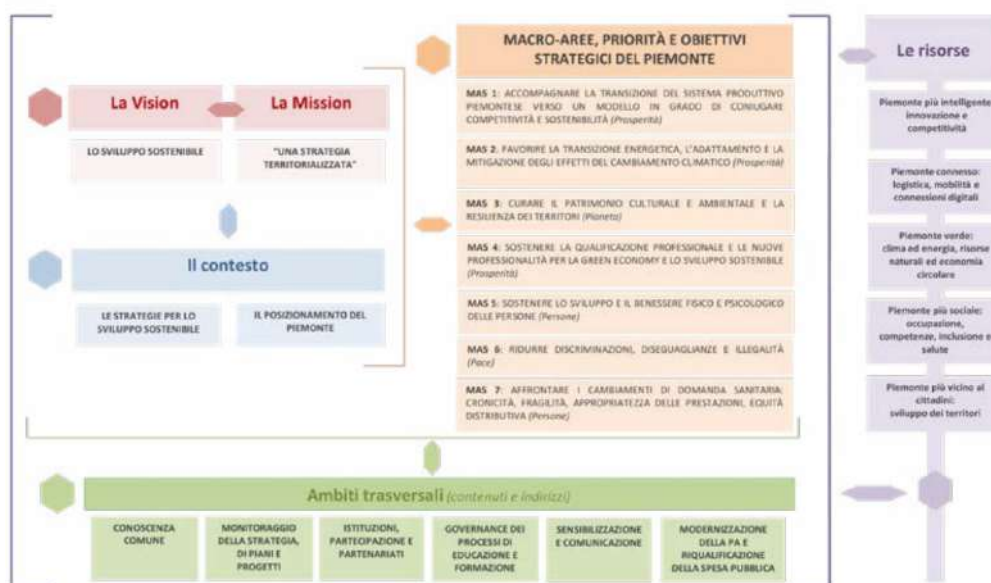 La Vision
La Mission
LO SVILUPPO SOSTENIBILE
"UNA STRATEGIA
TERRITORIALIZZATA"
Il contesto
LE STRATEGIE PER LO
SVILUPPO SOSTENIBILE
IL POSIZIONAMENTO DEL
PIEMONTE
MACRO-AREE, PRIORITÀ E OBIETTIVI
STRATEGICI DEL PIEMONTE
MAS 1: ACCOMPAGNARE LA TRANSIZIONE DEL SISTEMA PRODUTTIVO
PIEMONTESE VERSO UN MODELLO IN GRADO DI CONIUGARE
COMPETITIVITÀ E SOSTENIBILITÀ (Prosperità)
MAS 2: FAVORIRE LA TRANSIZIONE ENERGETICA, L'ADATTAMENTO E LA
MITIGAZIONE DEGLI EFFETTI DEL CAMBIAMENTO CLIMATICO (Prosperità)
MAS 3: CURARE IL PATRIMONIO CULTURALE E AMBIENTALE E LA
RESILIENZA DEI TERRITORI (Pianeta)
MAS 4: SOSTENERE LA QUALIFICAZIONE PROFESSIONALE E LE NUOVE
PROFESSIONALITÀ PER LA GREEN ECONOMY E LO SVILUPPO SOSTENIBILE
(Prosperità)
MAS 5: SOSTENERE LO SVILUPPO E IL BENESSERE FISICO E PSICOLOGICO
DELLE PERSONE (Persone)
MAS 6: RIDURRE DISCRIMINAZIONI, DISEGUAGLIANZE E ILLEGALITÀ
(Pace)
MAS 7: AFFRONTARE I CAMBIAMENTI DI DOMANDA SANITARIA:
CRONICITÀ, FRAGILITÀ, APPROPRIATEZZA DELLE PRESTAZIONI, EQUITÀ
DISTRIBUTIVA (Persone)
Le risorse
Piemonte più intelligente:
innovazione e
competitività
Piemonte connesso:
logistica, mobilità e
connessioni digitali
Piemonte verde:
clima ed energia, risorse
naturali ed economia
circolare
Piemonte più sociale:
occupazione,
competenze, inclusione e
salute
Piemonte più vicino ai
cittadini:
sviluppo dei territori
Ambiti trasversali (contenuti e indirizzi)
CONOSCENZA
COMUNE
MONITORAGGIO
DELLA STRATEGIA,
DI PIANI E
PROGETTI
ISTITUZIONI,
PARTECIPAZIONE E
PARTENARIATI
GOVERNANCE DEI
PROCESSI DI
EDUCAZIONE E
FORMAZIONE
SENSIBILIZZAZIONE
E COMUNICAZIONE
MODERNIZZAZIONE
DELLA PA E
RIQUALIFICAZIONE
DELLA SPESA PUBBLICA